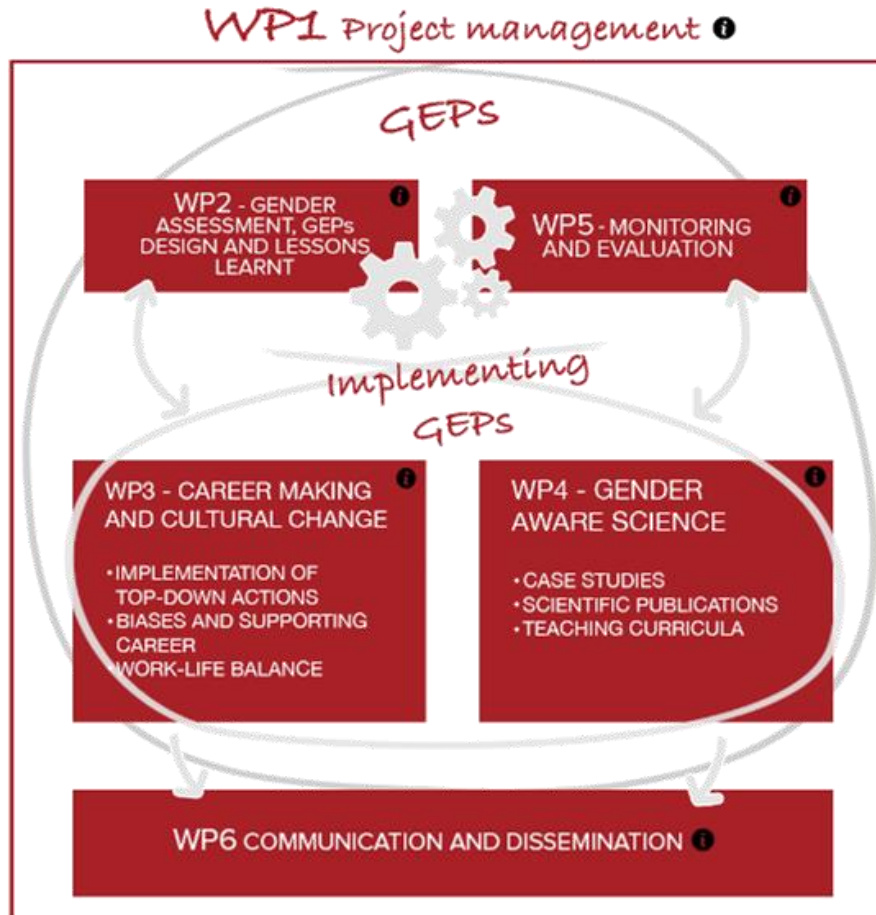 WP1 Project management
GEPS
WP2 - GENDER
ASSESSMENT, GEPs
DESIGN AND LESSONS
LEARNT
WP5 - MONITORING
AND EVALUATION
Implementing
GEPS
WP3 - CAREER MAKING
AND CULTURAL CHANGE
•IMPLEMENTATION OF
TOP-DOWN ACTIONS
•BIASES AND SUPPORTING
CAREER
•WORK-LIFE BALANCE
WP4 - GENDER
AWARE SCIENCE
•CASE STUDIES
•SCIENTIFIC PUBLICATIONS
•TEACHING CURRICULA
WP6 COMMUNICATION AND DISSEMINATION